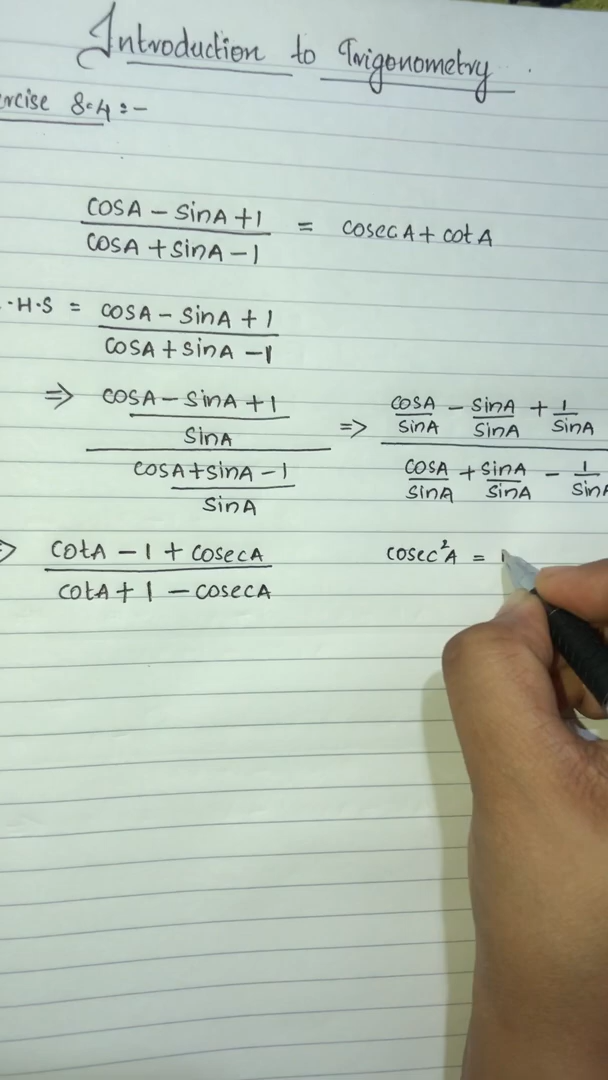 Introduction to Trigonometry
ercise 8.4 :-
cosA - sinA + 1 / cosA + sinA - 1 = cosecA + cotA
.H.S = cosA - sinA + 1 / cosA + sinA - 1
⇒ cosA - sinA + 1 / sinA / cosA + sinA - 1 / sinA ⇒ cosA/sinA - sinA/sinA + 1/sinA / cosA/sinA + sinA/sinA - 1/sinA
⇒ cotA - 1 + cosecA / cotA + 1 - cosecA cosec²A = 1